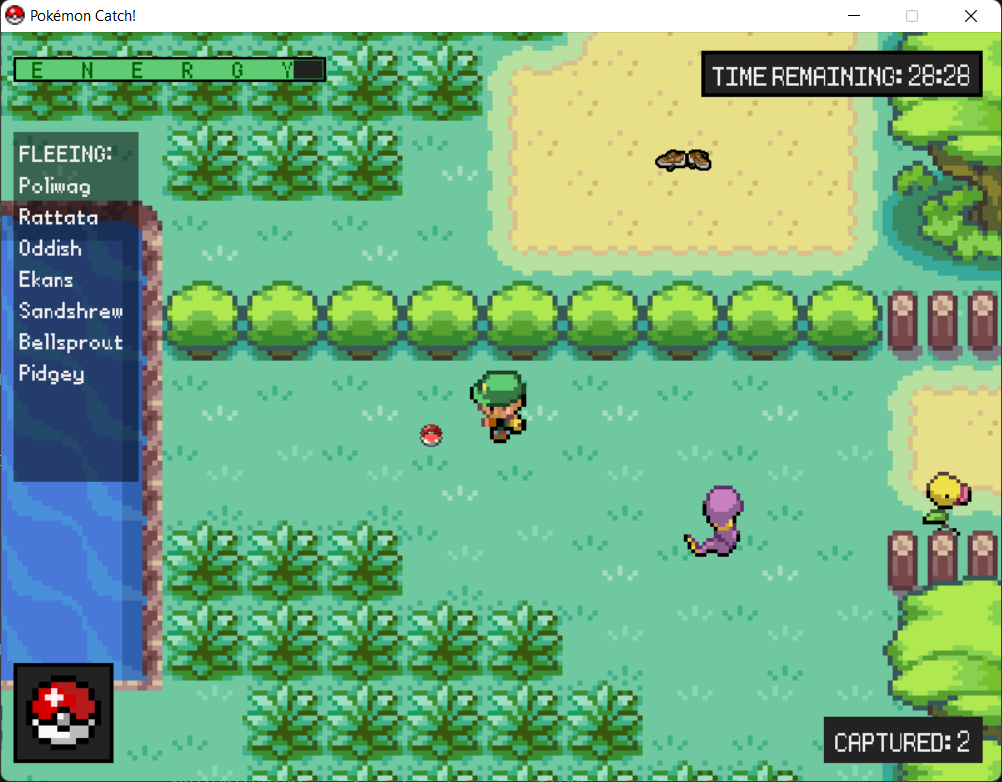 Pokémon Catch!
E N E R G Y
TIME REMAINING: 28:28
FLEEING:
Poliwag
Rattata
Oddish
Ekans
Sandshrew
Bellsprout
Pidgey
CAPTURED: 2